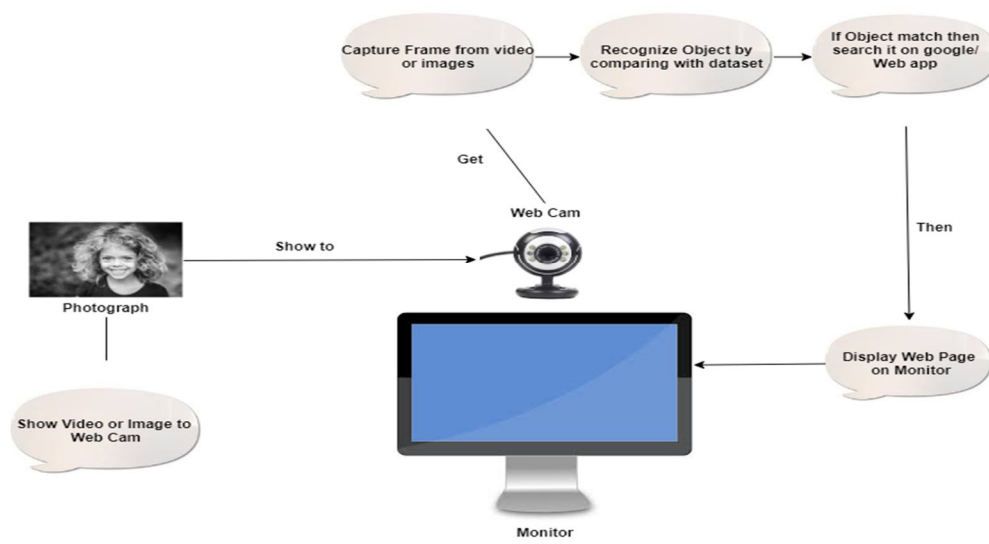 Capture Frame from video
or images
Recognize Object by
comparing with dataset
If Object match then
search it on google/
Web app
Get
Web Cam
Show to
Then
Photograph
Display Web Page
on Monitor
Show Video or Image to
Web Cam
Monitor